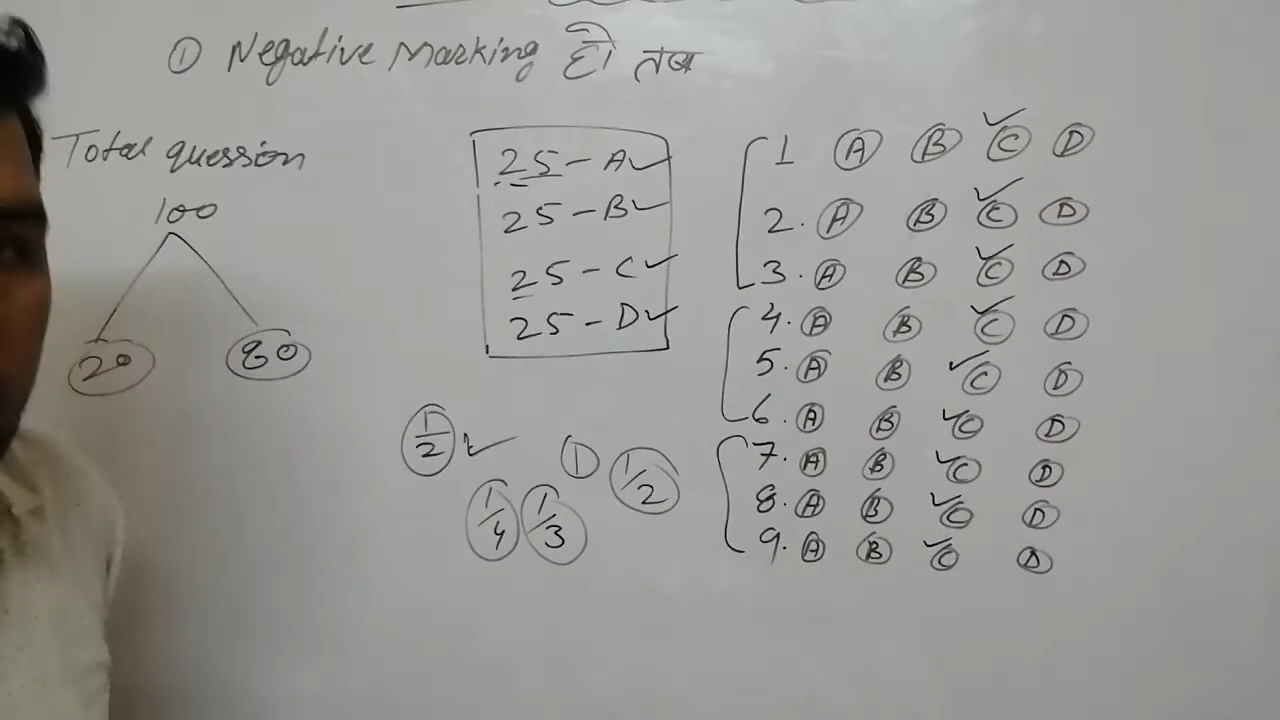 ① Negative Marking हो तब
Total quession
100
20 80
25 - A ✓
25 - B ✓
25 - C ✓
25 - D ✓
1/2 ✓ ① 1/2
1/4 1/3
1 Ⓐ Ⓑ Ⓒ ✓ Ⓓ
2. Ⓐ Ⓑ Ⓒ ✓ Ⓓ
3. Ⓐ Ⓑ Ⓒ ✓ Ⓓ
4. Ⓐ Ⓑ Ⓒ ✓ Ⓓ
5. Ⓐ Ⓑ Ⓒ ✓ Ⓓ
6. Ⓐ Ⓑ Ⓒ ✓ Ⓓ
7. Ⓐ Ⓑ Ⓒ ✓ Ⓓ
8. Ⓐ Ⓑ Ⓒ ✓ Ⓓ
9. Ⓐ Ⓑ Ⓒ ✓ Ⓓ